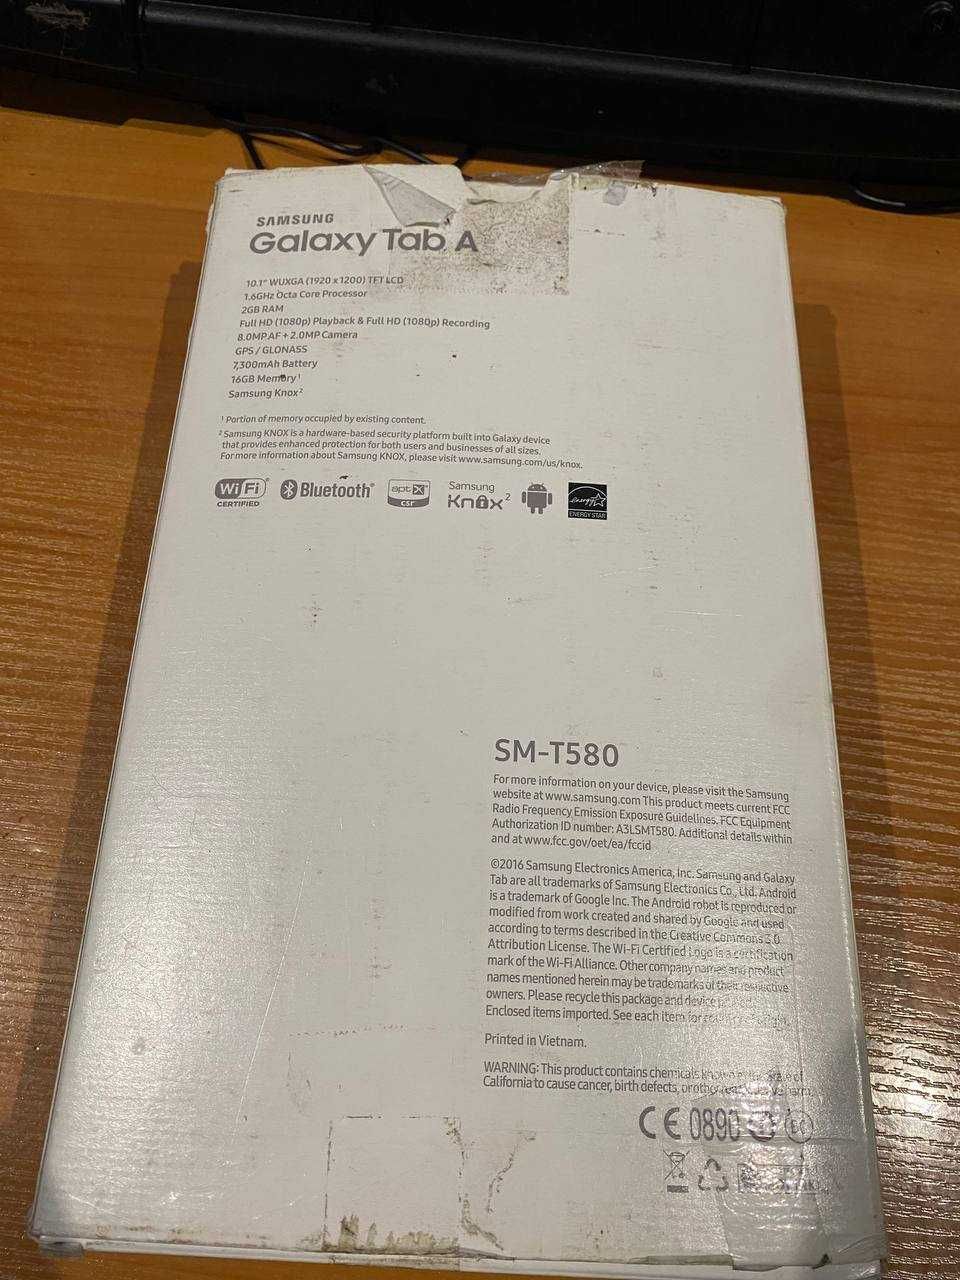 SAMSUNG
Galaxy Tab A
10.1" WUXGA (1920 x 1200) TFT LCD
1.6GHz Octa Core Processor
2GB RAM
Full HD (1080p) Playback & Full HD (1080p) Recording
8.0MP AF + 2.0MP Camera
GPS / GLONASS
7,300mAh Battery
16GB Memory¹
Samsung Knox²
¹ Portion of memory occupied by existing content.
² Samsung KNOX is a hardware-based security platform built into Galaxy device
that provides enhanced protection for both users and businesses of all sizes.
For more information about Samsung KNOX, please visit www.samsung.com/us/knox.
Wi Fi CERTIFIED
Bluetooth®
aptX CSR
Samsung Knox²
energy ENERGY STAR
SM-T580
For more information on your device, please visit the Samsung
website at www.samsung.com This product meets current FCC
Radio Frequency Emission Exposure Guidelines. FCC Equipment
Authorization ID number: A3LSMT580. Additional details within
and at www.fcc.gov/oet/ea/fccid
©2016 Samsung Electronics America, Inc. Samsung and Galaxy
Tab are all trademarks of Samsung Electronics Co., Ltd. Android
is a trademark of Google Inc. The Android robot is reproduced or
modified from work created and shared by Google and used
according to terms described in the Creative Commons 3.0
Attribution License. The Wi-Fi Certified Logo is a certification
mark of the Wi-Fi Alliance. Other company names and product
names mentioned herein may be trademarks of their respective
owners. Please recycle this package and device
Enclosed items imported. See each item for
Printed in Vietnam.
WARNING: This product contains chemicals known of
California to cause cancer, birth defects, or other
CE 0890